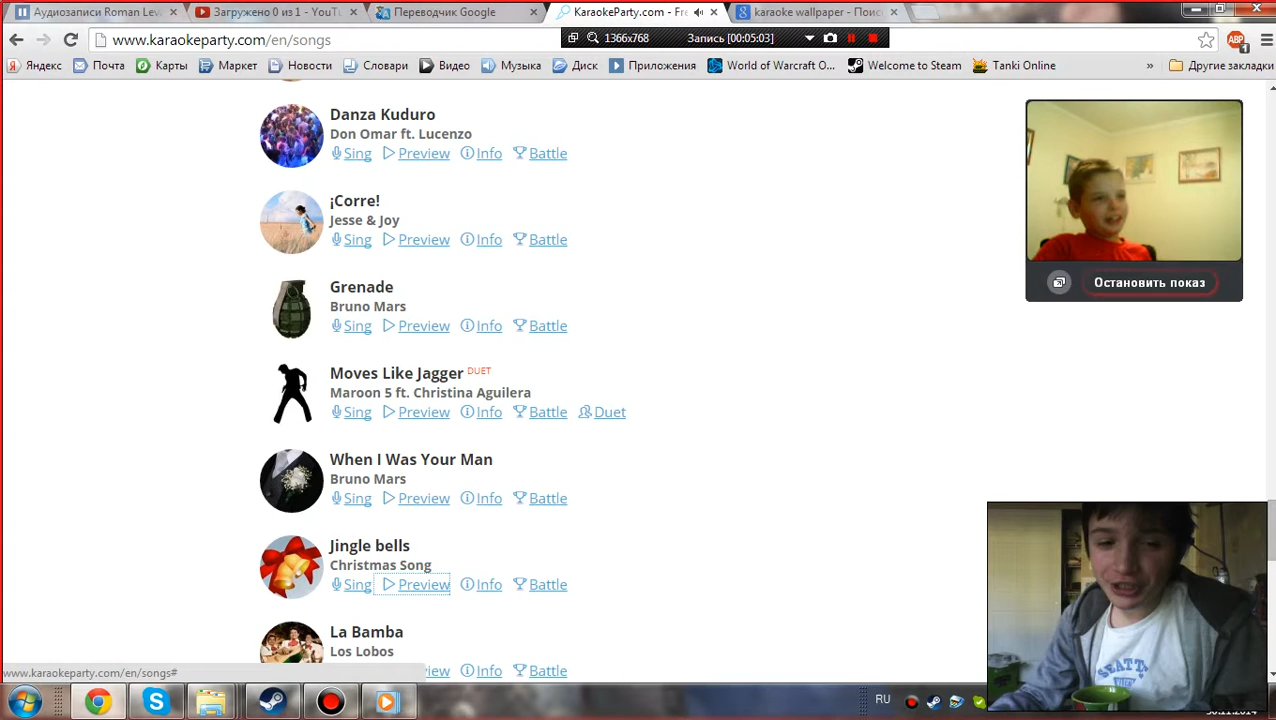 Аудиозаписи Roman Lev
Загружено 0 из 1 - YouTu
Переводчик Google
KaraokeParty.com - Fre
karaoke wallpaper - Поис
www.karaokeparty.com/en/songs
1366x768
Запись [00:05:03]
ABP
1
Яндекс
Почта
Карты
Маркет
Новости
Словари
Видео
Музыка
Диск
Приложения
World of Warcraft O...
Welcome to Steam
Tanki Online
»
Другие закладки
Danza Kuduro
Don Omar ft. Lucenzo
Sing Preview Info Battle
¡Corre!
Jesse & Joy
Sing Preview Info Battle
Grenade
Bruno Mars
Sing Preview Info Battle
Moves Like Jagger DUET
Maroon 5 ft. Christina Aguilera
Sing Preview Info Battle Duet
When I Was Your Man
Bruno Mars
Sing Preview Info Battle
Jingle bells
Christmas Song
Sing Preview Info Battle
La Bamba
Los Lobos
Info Battle
Остановить показ
www.karaokeparty.com/en/songs#
RU
30.11.2014